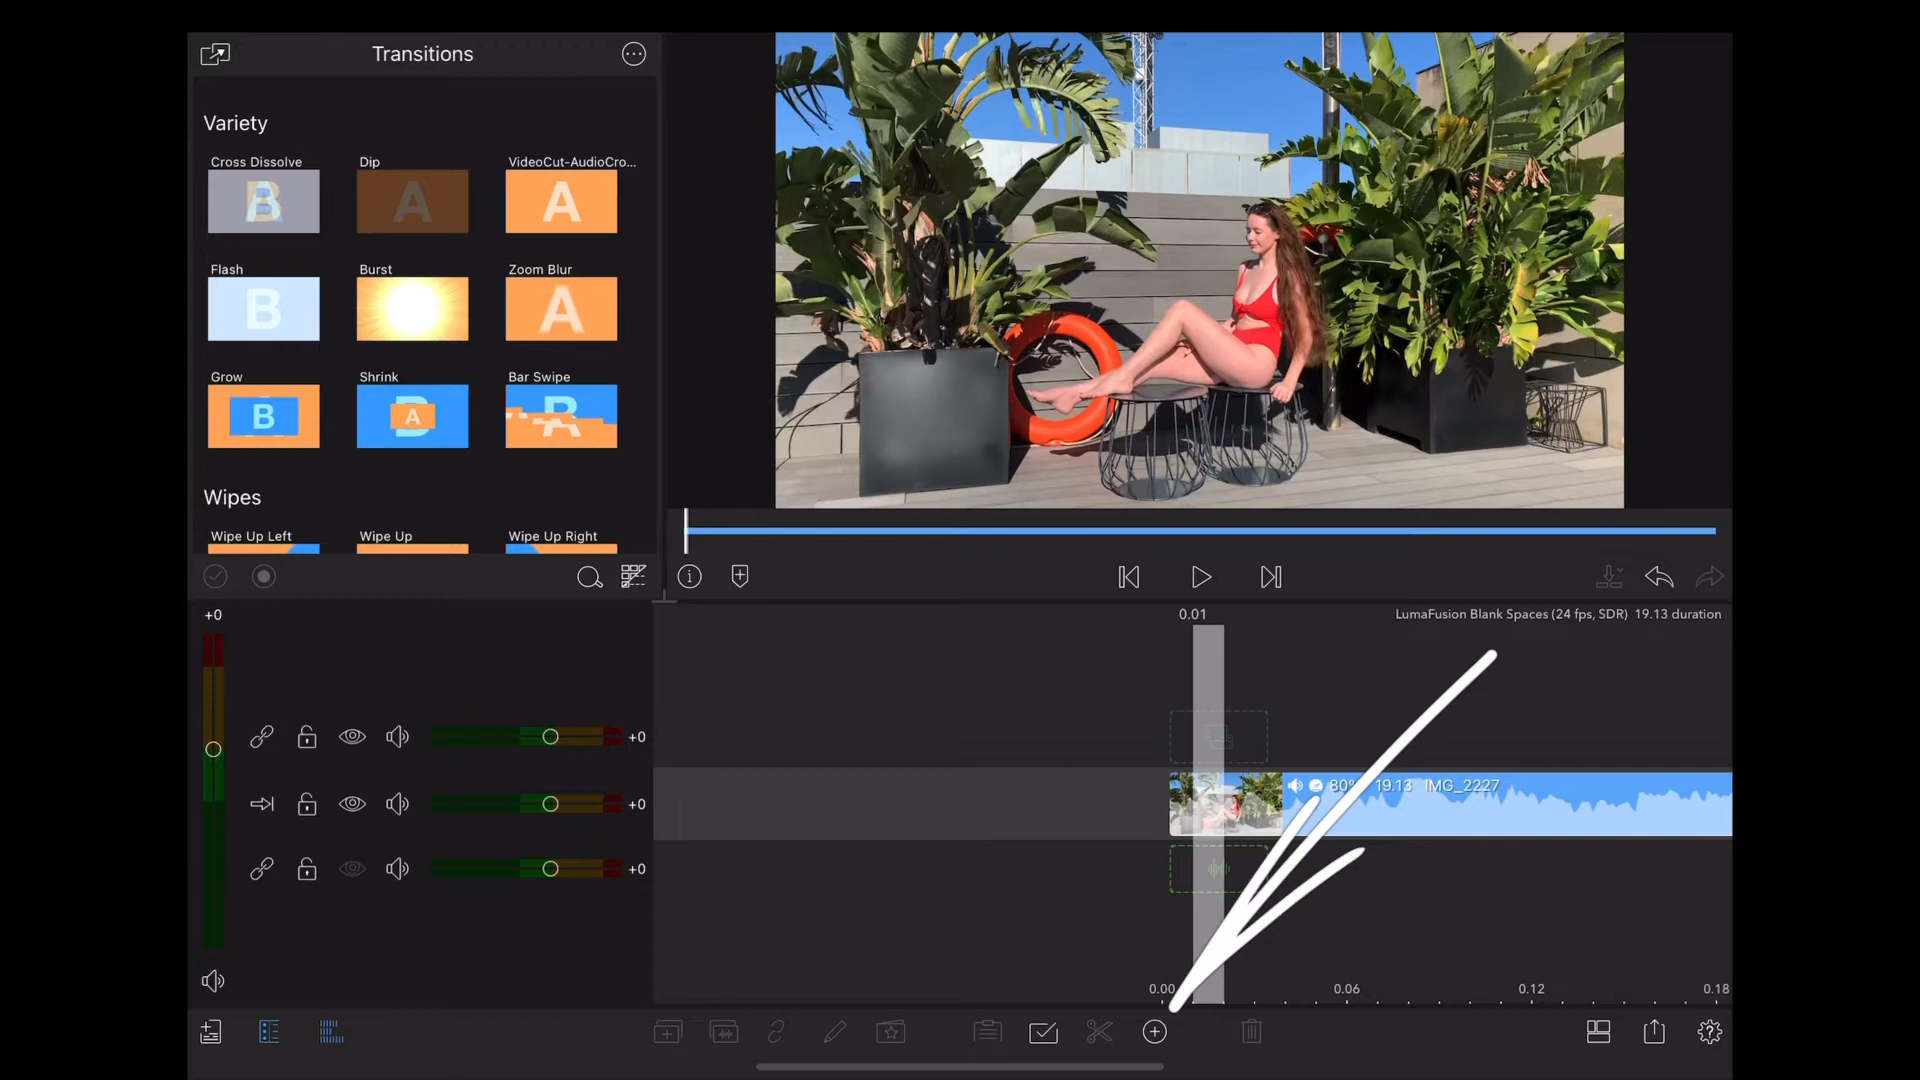 Transitions
Variety
Cross Dissolve Dip VideoCut-AudioCro...
B A A
Flash Burst Zoom Blur
B A
Grow Shrink Bar Swipe
B A
Wipes
Wipe Up Left Wipe Up Wipe Up Right
+0
0.01 LumaFusion Blank Spaces (24 fps, SDR) 19.13 duration
+0
80% 19.13 IMG_2227
+0
+0
0.00 0.06 0.12 0.18